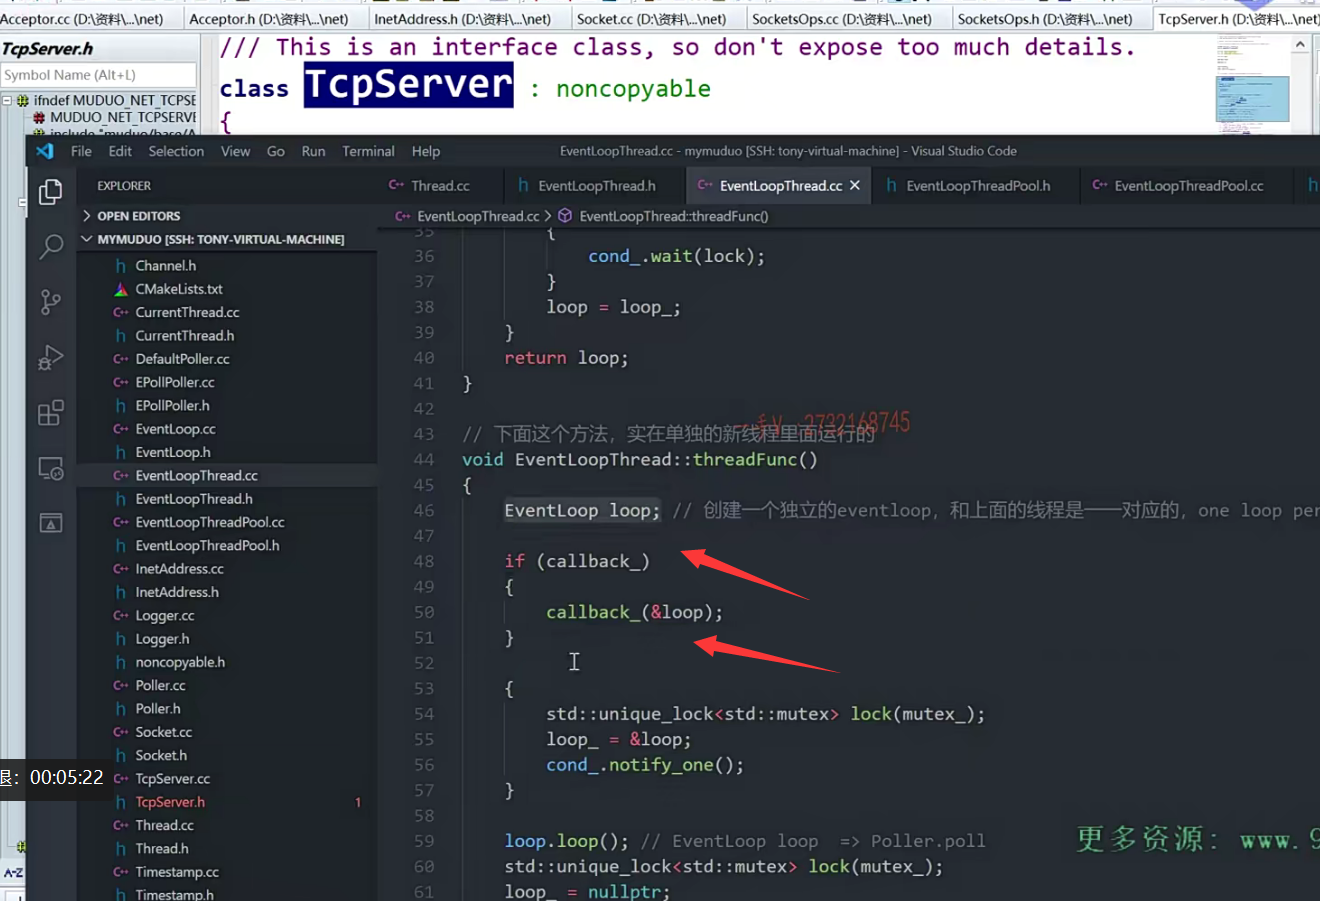 Acceptor.cc (D:\资料\...\net)
Acceptor.h (D:\资料\...\net)
InetAddress.h (D:\资料\...\net)
Socket.cc (D:\资料\...\net)
SocketsOps.cc (D:\资料\...\net)
SocketsOps.h (D:\资料\...\net)
TcpServer.h (D:\资料\...\net)
TcpServer.h
Symbol Name (Alt+L)
ifndef MUDUO_NET_TCPSE
MUDUO_NET_TCPSERVE
/// This is an interface class, so don't expose too much details.
class TcpServer : noncopyable
{
File Edit Selection View Go Run Terminal Help
EventLoopThread.cc - mymuduo [SSH: tony-virtual-machine] - Visual Studio Code
EXPLORER
OPEN EDITORS
MYMUDUO [SSH: TONY-VIRTUAL-MACHINE]
Channel.h
CMakeLists.txt
CurrentThread.cc
CurrentThread.h
DefaultPoller.cc
EPollPoller.cc
EPollPoller.h
EventLoop.cc
EventLoop.h
EventLoopThread.cc
EventLoopThread.h
EventLoopThreadPool.cc
EventLoopThreadPool.h
InetAddress.cc
InetAddress.h
Logger.cc
Logger.h
noncopyable.h
Poller.cc
Poller.h
Socket.cc
Socket.h
TcpServer.cc
TcpServer.h 1
Thread.cc
Thread.h
Timestamp.cc
Timestamp.h
00:05:22
A-Z
Thread.cc
EventLoopThread.h
EventLoopThread.cc
EventLoopThreadPool.h
EventLoopThreadPool.cc
EventLoopThread.cc > EventLoopThread::threadFunc()
35 {
36 cond_.wait(lock);
37 }
38 loop = loop_;
39 }
40 return loop;
41 }
42
43 // 下面这个方法，实在单独的新线程里面运行的
2732168745
44 void EventLoopThread::threadFunc()
45 {
46 EventLoop loop; // 创建一个独立的eventloop，和上面的线程是一一对应的，one loop per
47
48 if (callback_)
49 {
50 callback_(&loop);
51 }
52
53 {
54 std::unique_lock<std::mutex> lock(mutex_);
55 loop_ = &loop;
56 cond_.notify_one();
57 }
58
59 loop.loop(); // EventLoop loop => Poller.poll
60 std::unique_lock<std::mutex> lock(mutex_);
61 loop_ = nullptr;
更多资源：www.9